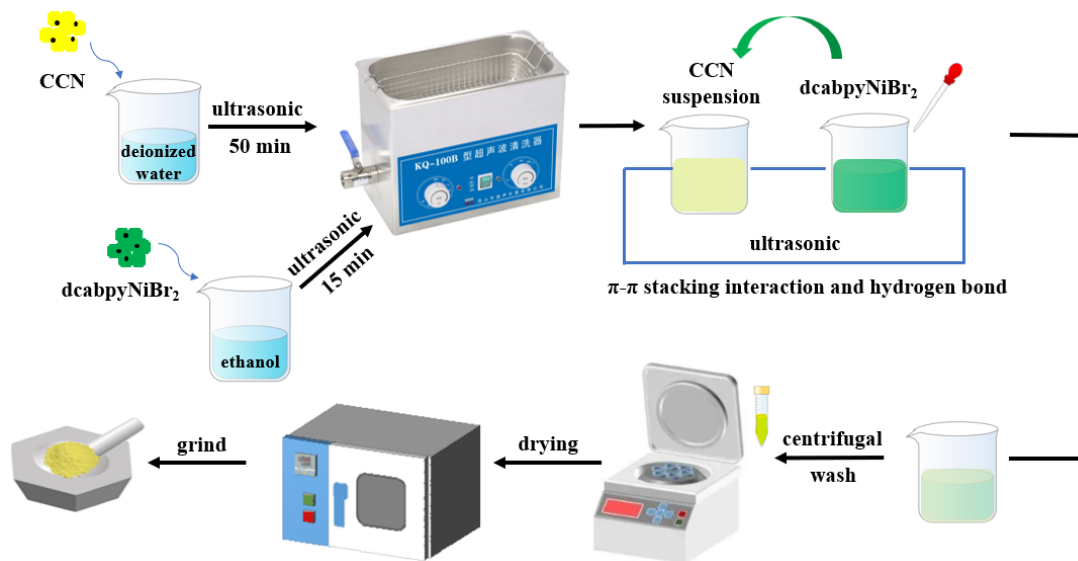 CCN
deionized
water
ultrasonic
50 min
KQ-100B 型超声波清洗器
CCN
suspension
dcabpyNiBr₂
dcabpyNiBr₂
ethanol
ultrasonic
15 min
ultrasonic
π-π stacking interaction and hydrogen bond
grind
drying
centrifugal
wash